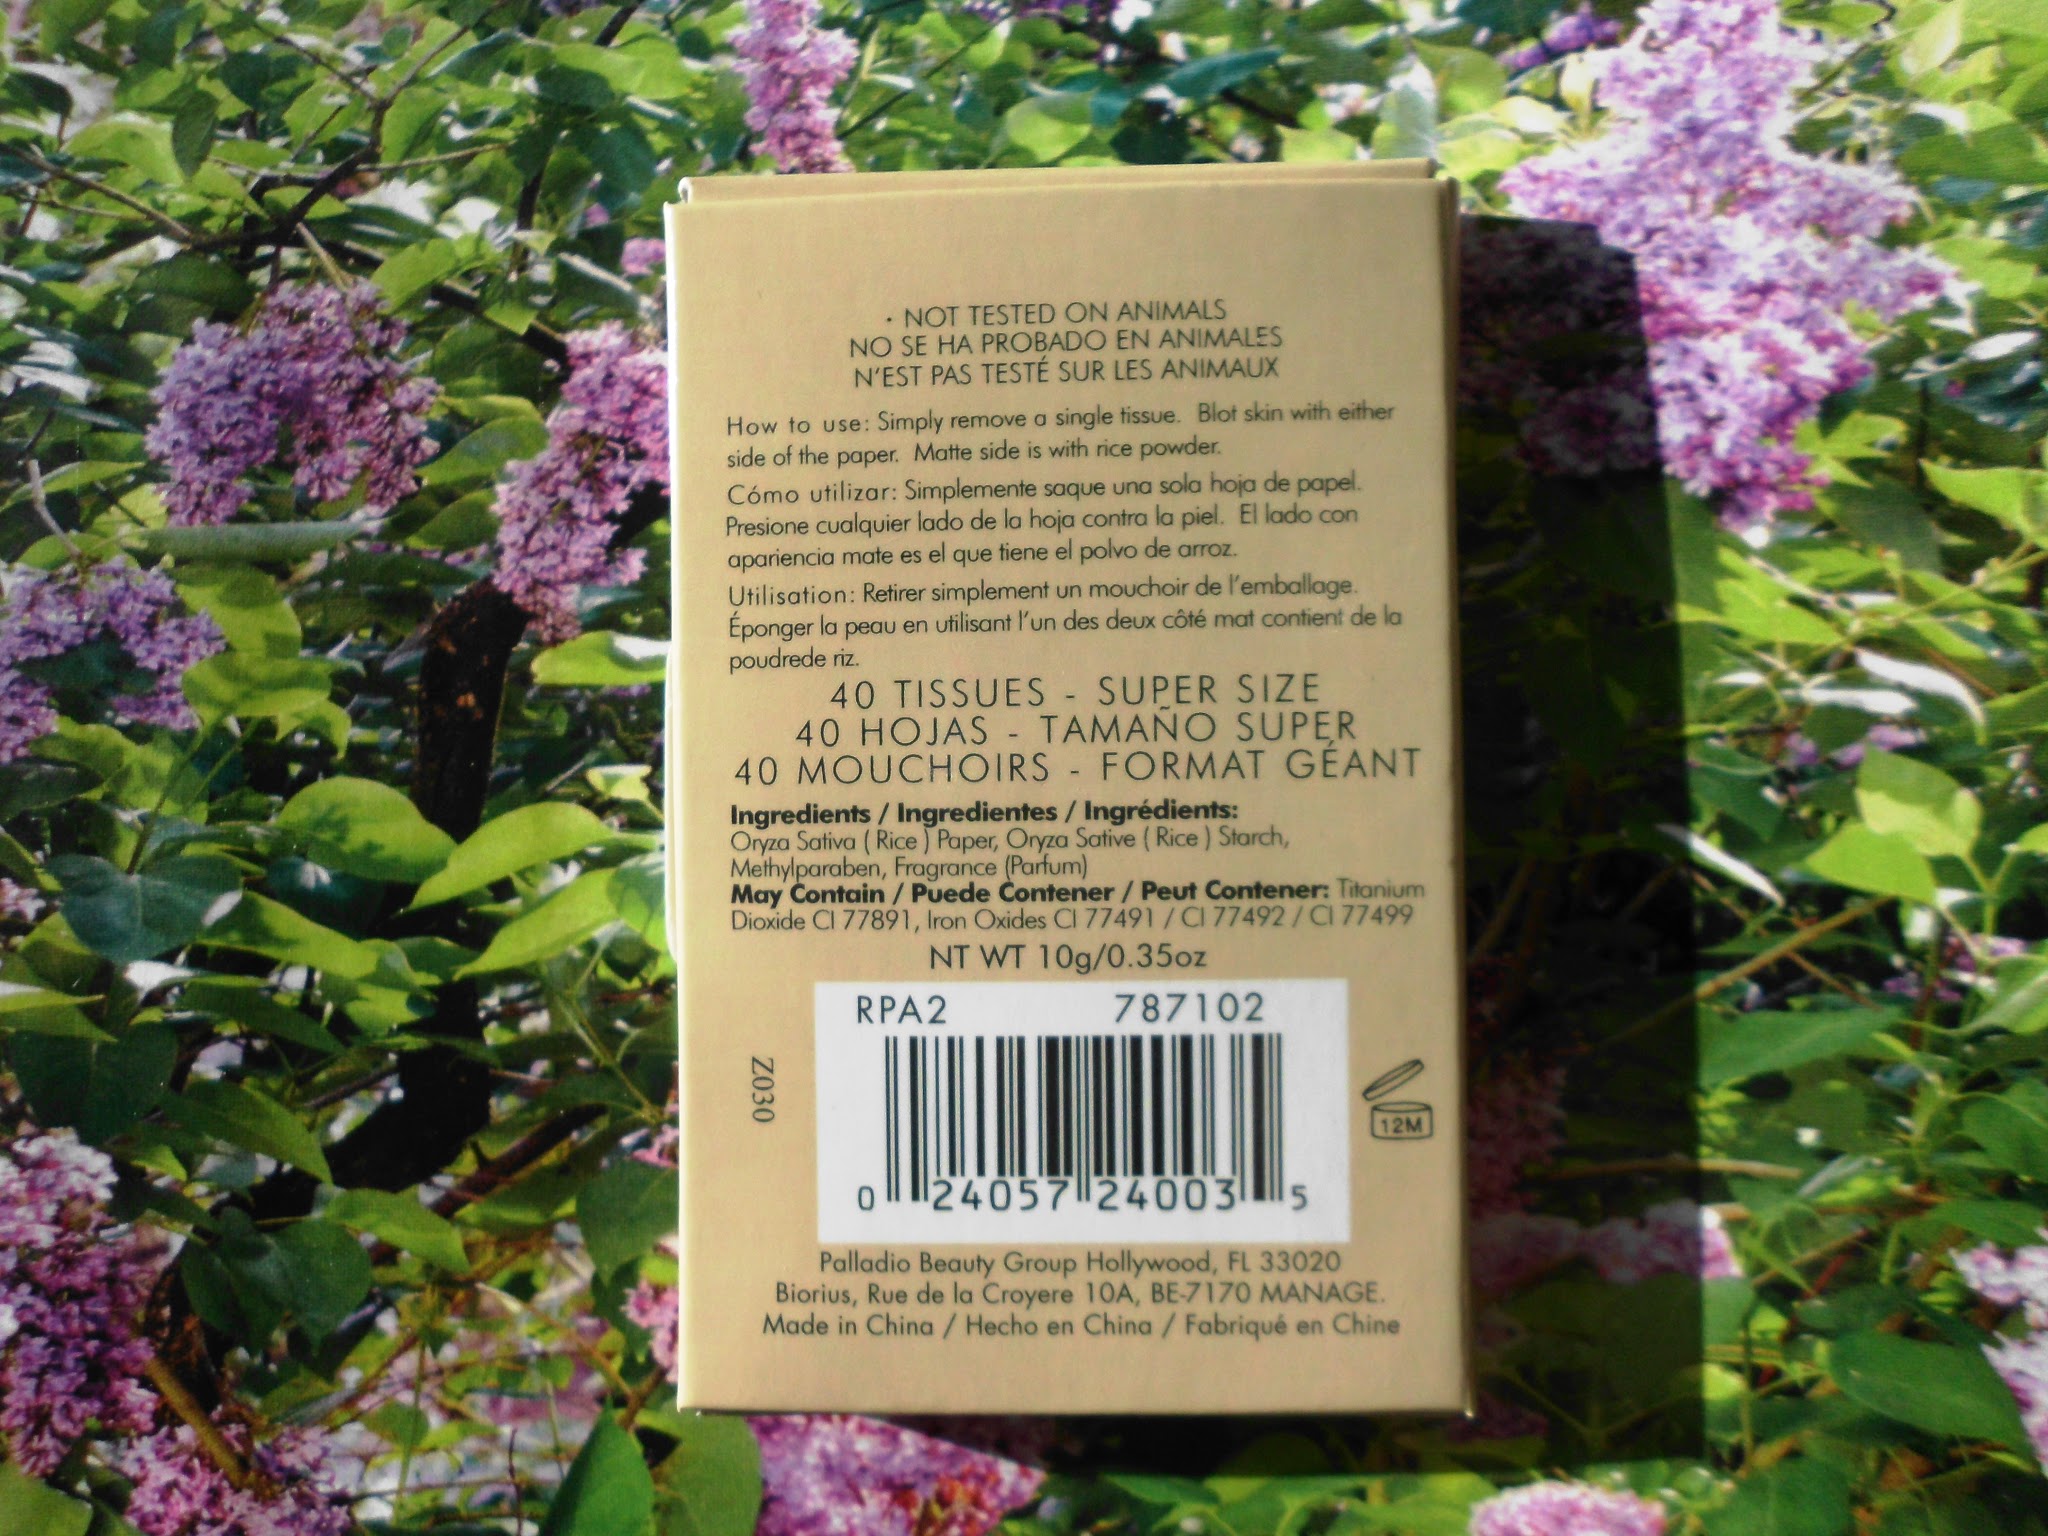 · NOT TESTED ON ANIMALS
NO SE HA PROBADO EN ANIMALES
N'EST PAS TESTÉ SUR LES ANIMAUX
How to use: Simply remove a single tissue. Blot skin with either
side of the paper. Matte side is with rice powder.
Cómo utilizar: Simplemente saque una sola hoja de papel.
Presione cualquier lado de la hoja contra la piel. El lado con
apariencia mate es el que tiene el polvo de arroz.
Utilisation: Retirer simplement un mouchoir de l'emballage.
Éponger la peau en utilisant l'un des deux côté mat contient de la
poudrede riz.
40 TISSUES - SUPER SIZE
40 HOJAS - TAMAÑO SUPER
40 MOUCHOIRS - FORMAT GÉANT
Ingredients / Ingredientes / Ingrédients:
Oryza Sativa ( Rice ) Paper, Oryza Sative ( Rice ) Starch,
Methylparaben, Fragrance (Parfum)
May Contain / Puede Contener / Peut Contener: Titanium
Dioxide CI 77891, Iron Oxides CI 77491 / CI 77492 / CI 77499
NT WT 10g/0.35oz
RPA2 787102
Z030
12M
0 24057 24003 5
Palladio Beauty Group Hollywood, FL 33020
Biorius, Rue de la Croyere 10A, BE-7170 MANAGE.
Made in China / Hecho en China / Fabriqué en Chine